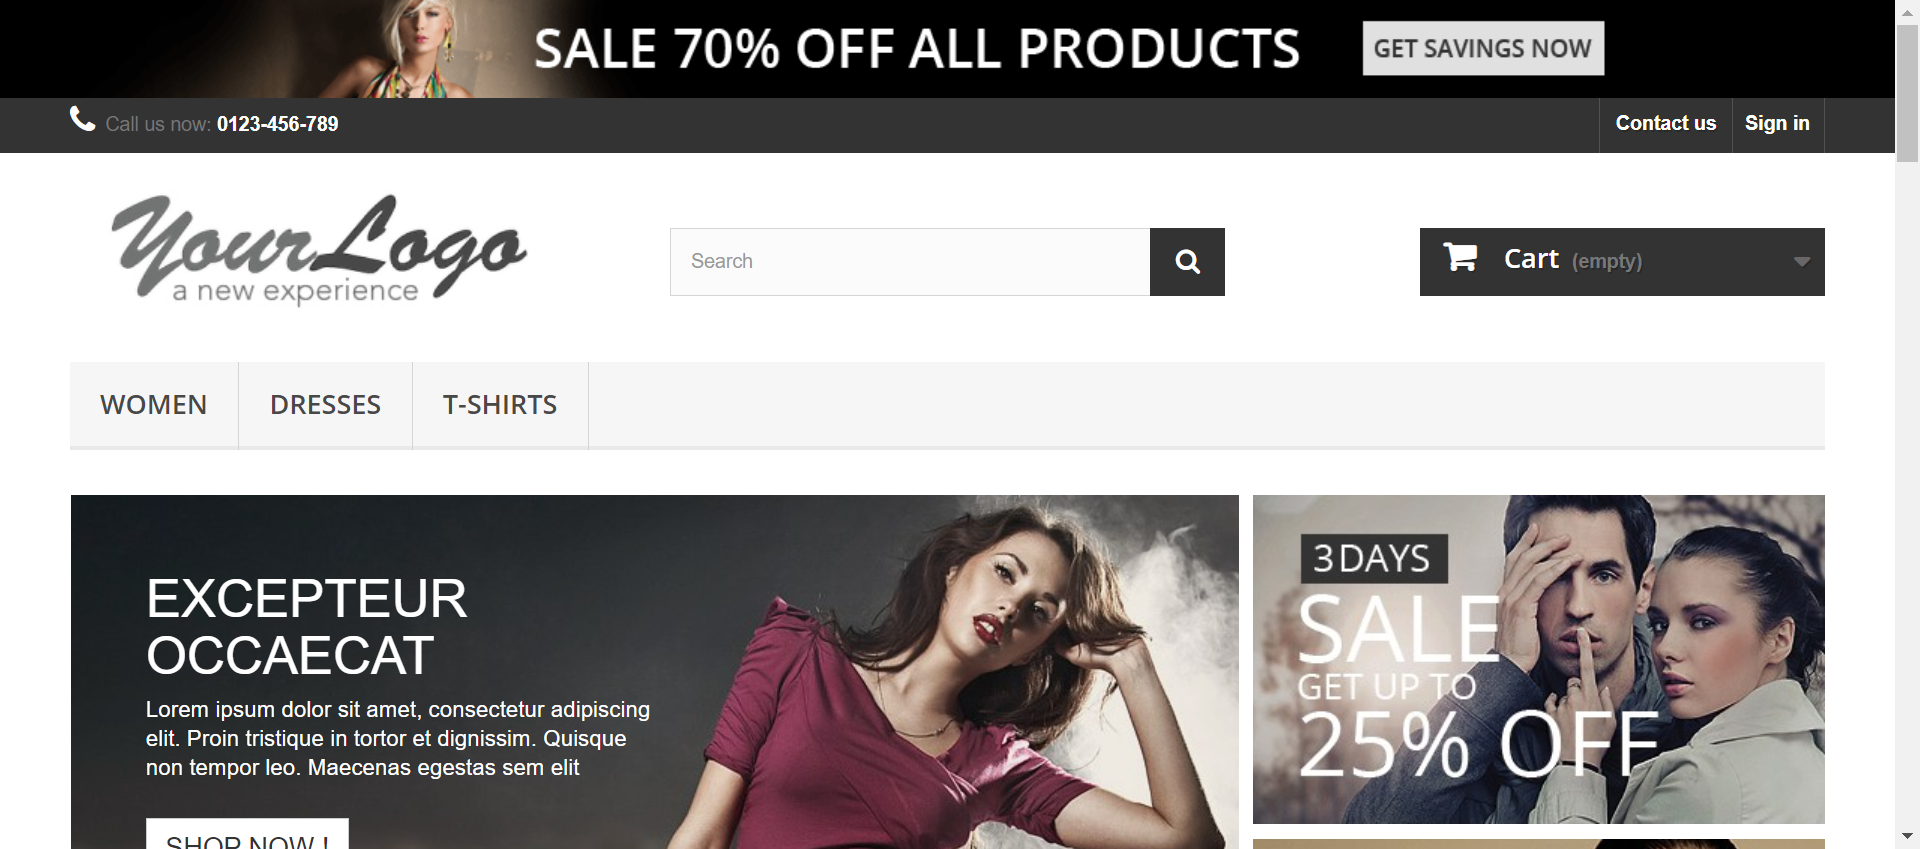 SALE 70% OFF ALL PRODUCTS GET SAVINGS NOW
Call us now: 0123-456-789 Contact us Sign in
Your Logo
a new experience
Search
Cart (empty)
WOMEN DRESSES T-SHIRTS
EXCEPTEUR
OCCAECAT
Lorem ipsum dolor sit amet, consectetur adipiscing
elit. Proin tristique in tortor et dignissim. Quisque
non tempor leo. Maecenas egestas sem elit
SHOP NOW !
3 DAYS
SALE
GET UP TO
25% OFF